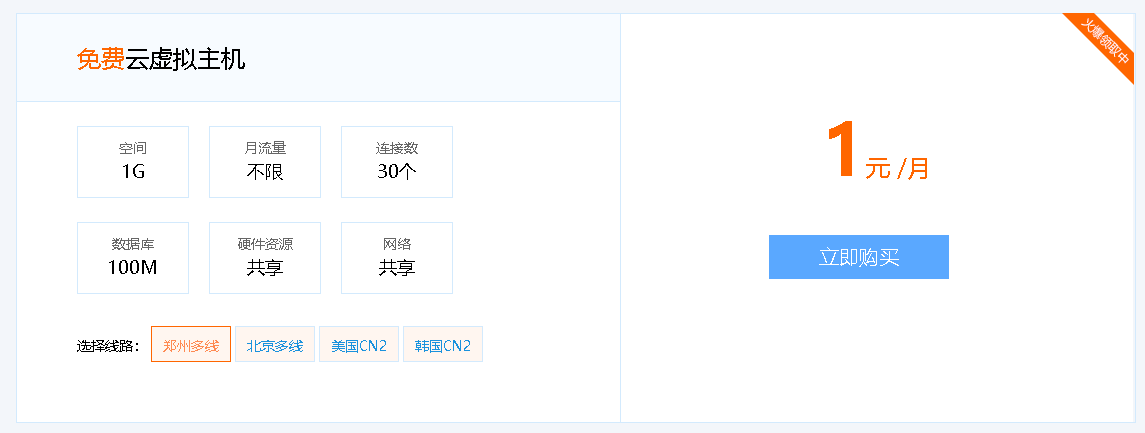 免费云虚拟主机
空间
1G
月流量
不限
连接数
30个
数据库
100M
硬件资源
共享
网络
共享
选择线路： 郑州多线 北京多线 美国CN2 韩国CN2
火爆领取中
1元 /月
立即购买